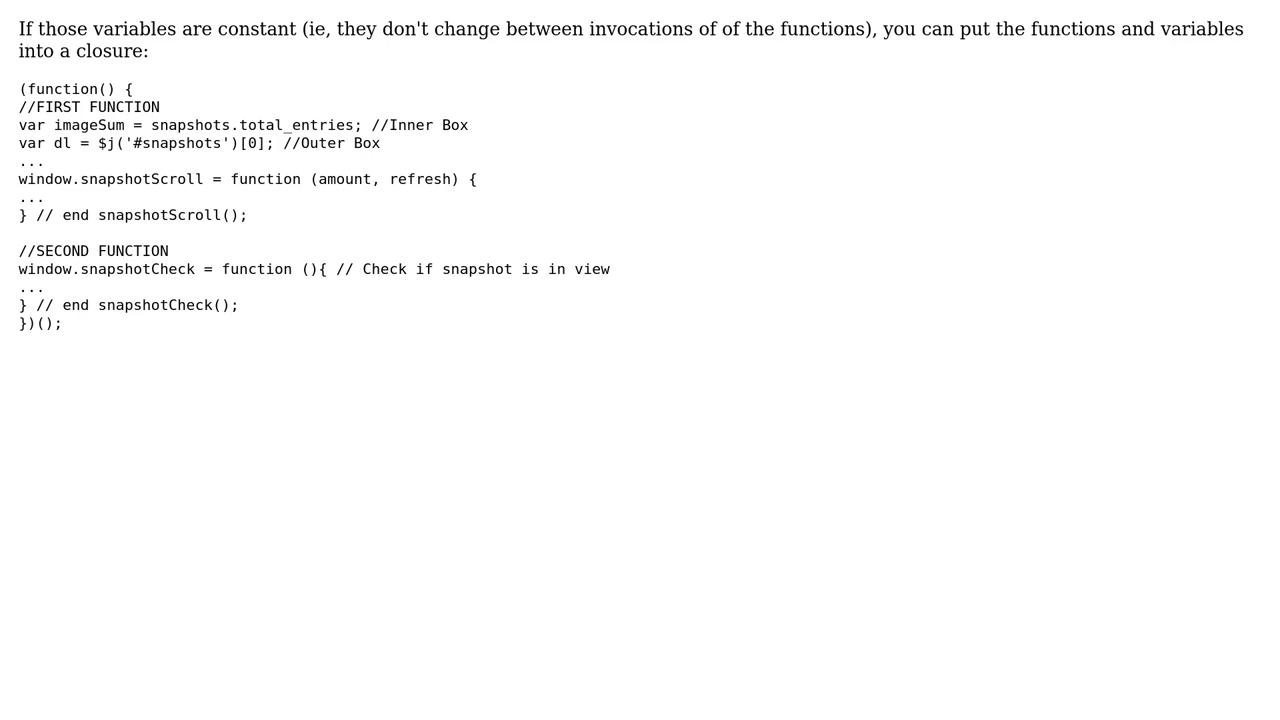 If those variables are constant (ie, they don't change between invocations of of the functions), you can put the functions and variables
into a closure:
(function() {
//FIRST FUNCTION
var imageSum = snapshots.total_entries; //Inner Box
var dl = $j('#snapshots')[0]; //Outer Box
...
window.snapshotScroll = function (amount, refresh) {
...
} // end snapshotScroll();
//SECOND FUNCTION
window.snapshotCheck = function (){ // Check if snapshot is in view
...
} // end snapshotCheck();
})();